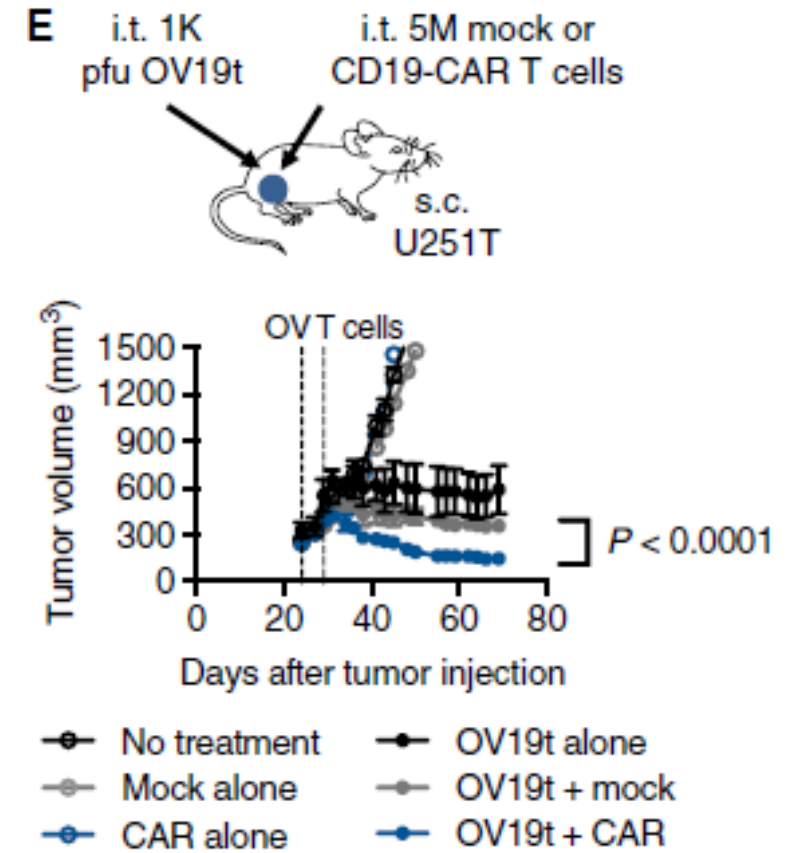 E
i.t. 1K
pfu OV19t
i.t. 5M mock or
CD19-CAR T cells
s.c.
U251T
OV T cells
Tumor volume (mm³)
1500
1200
900
600
300
0
0 20 40 60 80
Days after tumor injection
P < 0.0001
No treatment
Mock alone
CAR alone
OV19t alone
OV19t + mock
OV19t + CAR